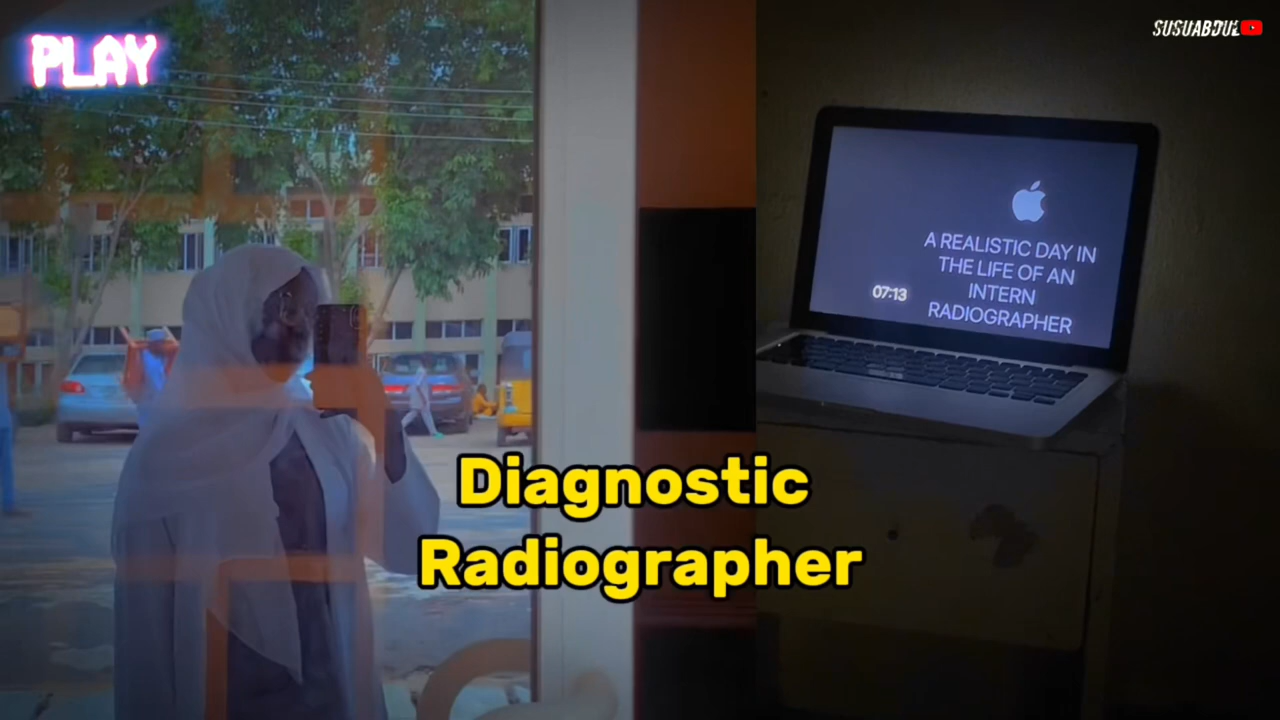 PLAY
SUSUABDUL
A REALISTIC DAY IN
THE LIFE OF AN
INTERN
RADIOGRAPHER
07:13
Diagnostic
Radiographer